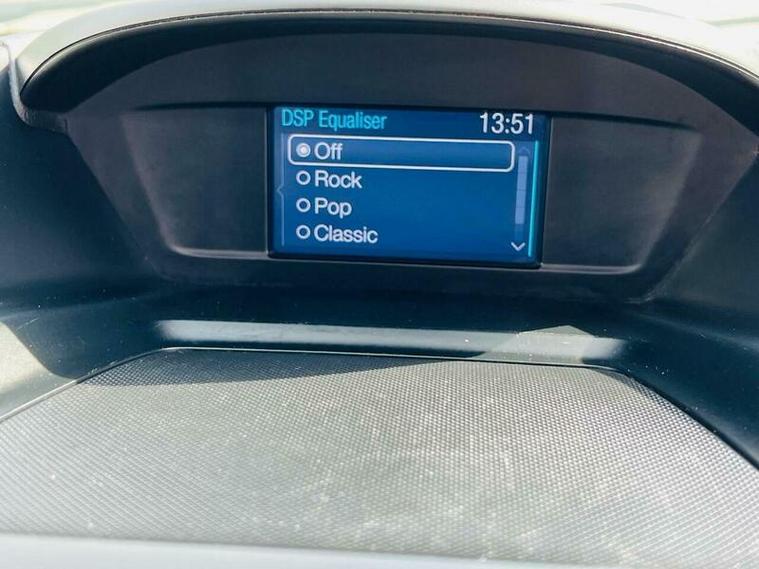 DSP Equaliser 13:51
Off
Rock
Pop
Classic